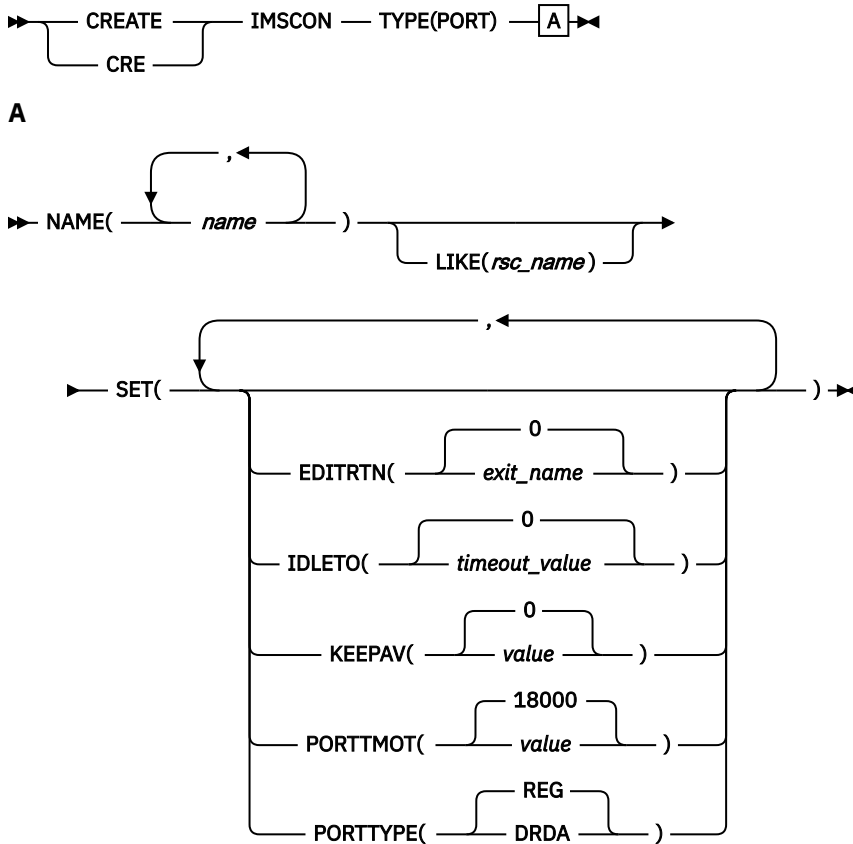 CREATE IMSCON TYPE(PORT) A
CRE
A
,
NAME( name )
LIKE(rsc_name)
,
SET( )
0
EDITRTN( exit_name )
0
IDLETO( timeout_value )
0
KEEPAV( value )
18000
PORTTMOT( value )
REG
PORTTYPE( DRDA )